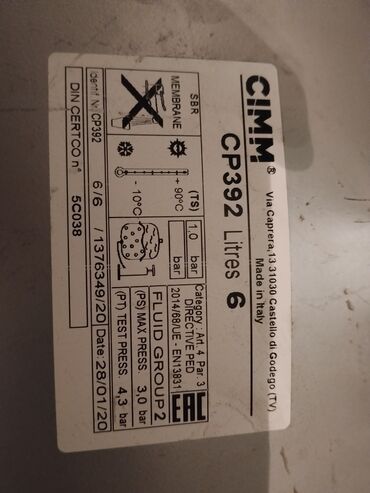 CIMM®
Via Caprera,13 31030 Castello di Godego (TV)
Made in Italy
CP392 Litres 6
SBR
MEMBRANE
(TS)
+ 90°C
- 10°C
1.0 bar
bar
Category : Art. 4 Par. 3
DIRECTIVE PED
2014/68/UE - EN13831
EAC
FLUID GROUP 2
(PS) MAX PRESS. 3,0 bar
(PT) TEST PRESS. 4,3 bar
Identif. Nr. CP392 6 / 6 / 1376349/20 Date: 28/01/20
DIN CERTCO n° 5C038